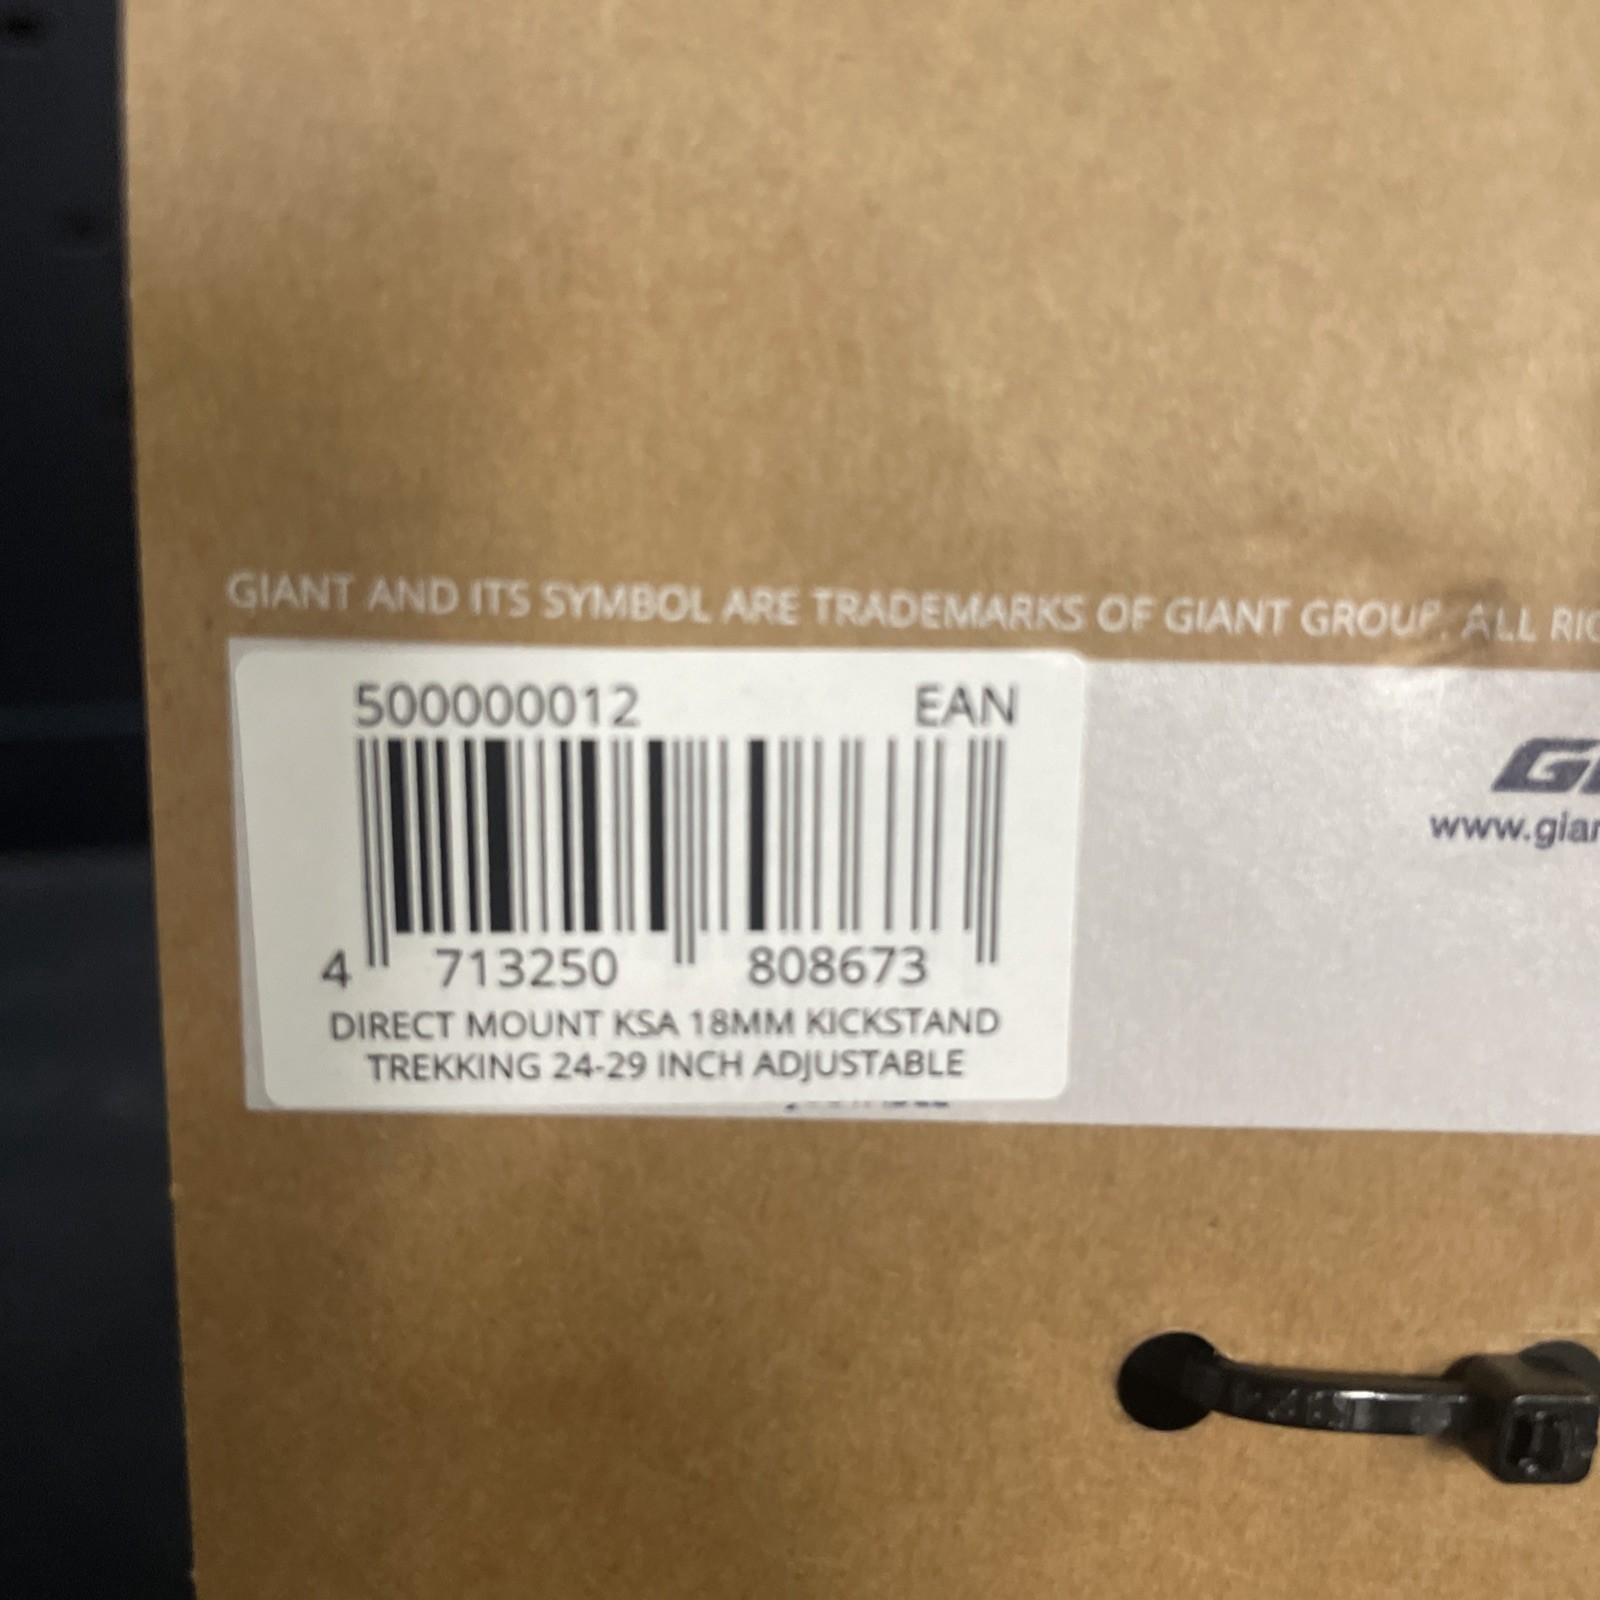 GIANT AND ITS SYMBOL ARE TRADEMARKS OF GIANT GROUP. ALL
500000012 EAN
4 713250 808673
DIRECT MOUNT KSA 18MM KICKSTAND
TREKKING 24-29 INCH ADJUSTABLE